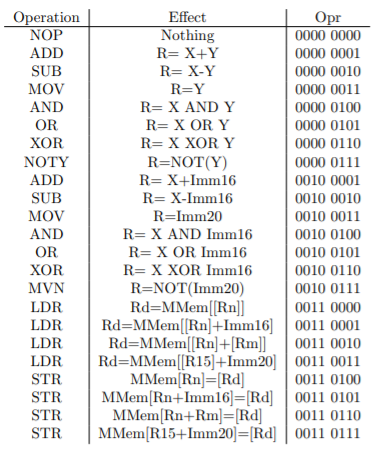 Operation Effect Opr
NOP Nothing 0000 0000
ADD R= X+Y 0000 0001
SUB R= X-Y 0000 0010
MOV R=Y 0000 0011
AND R= X AND Y 0000 0100
OR R= X OR Y 0000 0101
XOR R= X XOR Y 0000 0110
NOTY R=NOT(Y) 0000 0111
ADD R= X+Imm16 0010 0001
SUB R= X-Imm16 0010 0010
MOV R=Imm20 0010 0011
AND R= X AND Imm16 0010 0100
OR R= X OR Imm16 0010 0101
XOR R= X XOR Imm16 0010 0110
MVN R=NOT(Imm20) 0010 0111
LDR Rd=MMem[[Rn]] 0011 0000
LDR Rd=MMem[[Rn]+Imm16] 0011 0001
LDR Rd=MMem[[Rn]+[Rm]] 0011 0010
LDR Rd=MMem[[R15]+Imm20] 0011 0011
STR MMem[Rn]=[Rd] 0011 0100
STR MMem[Rn+Imm16]=[Rd] 0011 0101
STR MMem[Rn+Rm]=[Rd] 0011 0110
STR MMem[R15+Imm20]=[Rd] 0011 0111